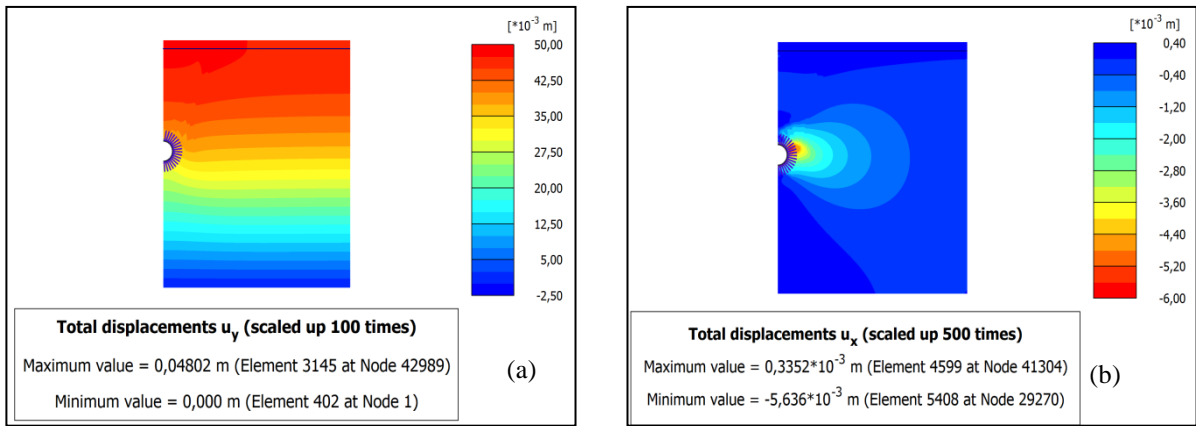 [*10-3 m]
50,00
42,50
35,00
27,50
20,00
12,50
5,00
-2,50
Total displacements uy (scaled up 100 times)
Maximum value = 0,04802 m (Element 3145 at Node 42989)
Minimum value = 0,000 m (Element 402 at Node 1)
(a)
[*10-3 m]
0,40
-0,40
-1,20
-2,00
-2,80
-3,60
-4,40
-5,20
-6,00
Total displacements ux (scaled up 500 times)
Maximum value = 0,3352*10-3 m (Element 4599 at Node 41304)
Minimum value = -5,636*10-3 m (Element 5408 at Node 29270)
(b)